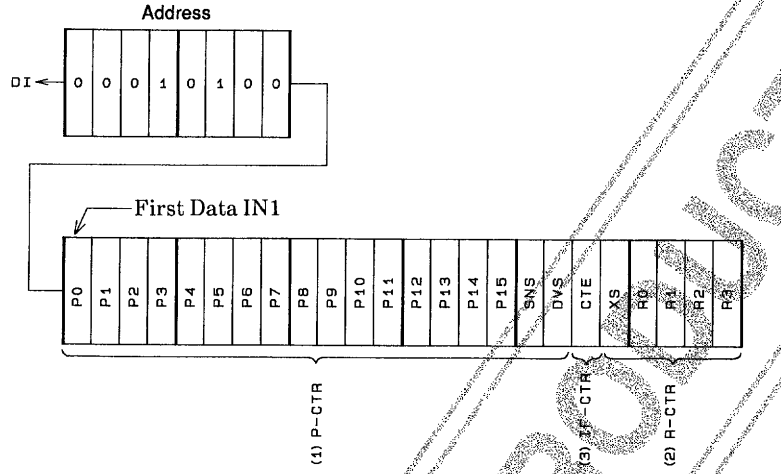 Address
DI 0 0 0 1 0 1 0 0
First Data IN1
P0 P1 P2 P3 P4 P5 P6 P7 P8 P9 P10 P11 P12 P13 P14 P15 SNS DVS CTE XS R0 R1 R2 R3
(1) P-CTR (3) IF-CTR (2) R-CTR